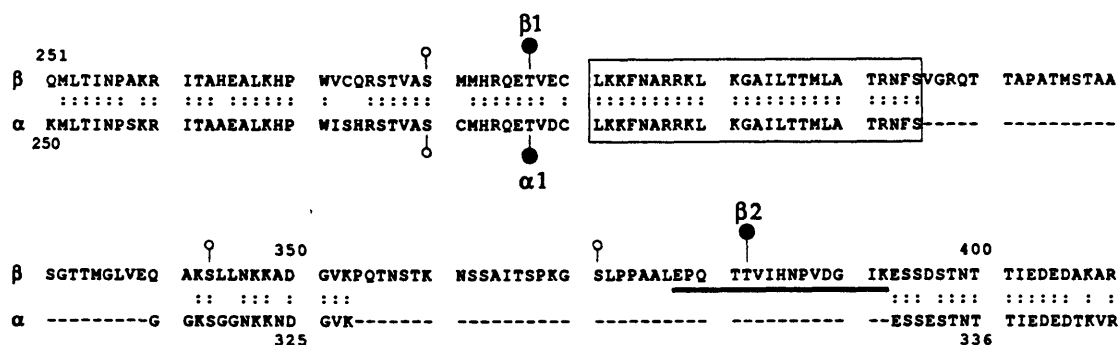 β1
251
β QMLTINPAKR ITAHEALKHP WVCQRSTVAS MMHRQETVEC LKKFNARRKL KGAILTTMLA TRNFSVGRQT TAPATMSTAA
:::::: :: ::: :::::: : :::::: :::::: : :::::::::: :::::::::: :::::
α KMLTINPSKR ITAAEALKHP WISHRSTVAS CMHRQETVDC LKKFNARRKL KGAILTTMLA TRNFS----- ----------
250
α1
β2
350 400
β SGTTMGLVEQ AKSLLNKKAD GVKPQTNSTK NSSAITSPKG SLPPAALEPQ TTVIHNPVDG IKESSDSTNT TIEDEDAKAR
:: ::: : ::: ::: :::: :::::: : :
α ---------G GKSGGNKKND GVK------- ---------- ---------- ---------- --ESSESTNT TIEDEDTKVR
325 336